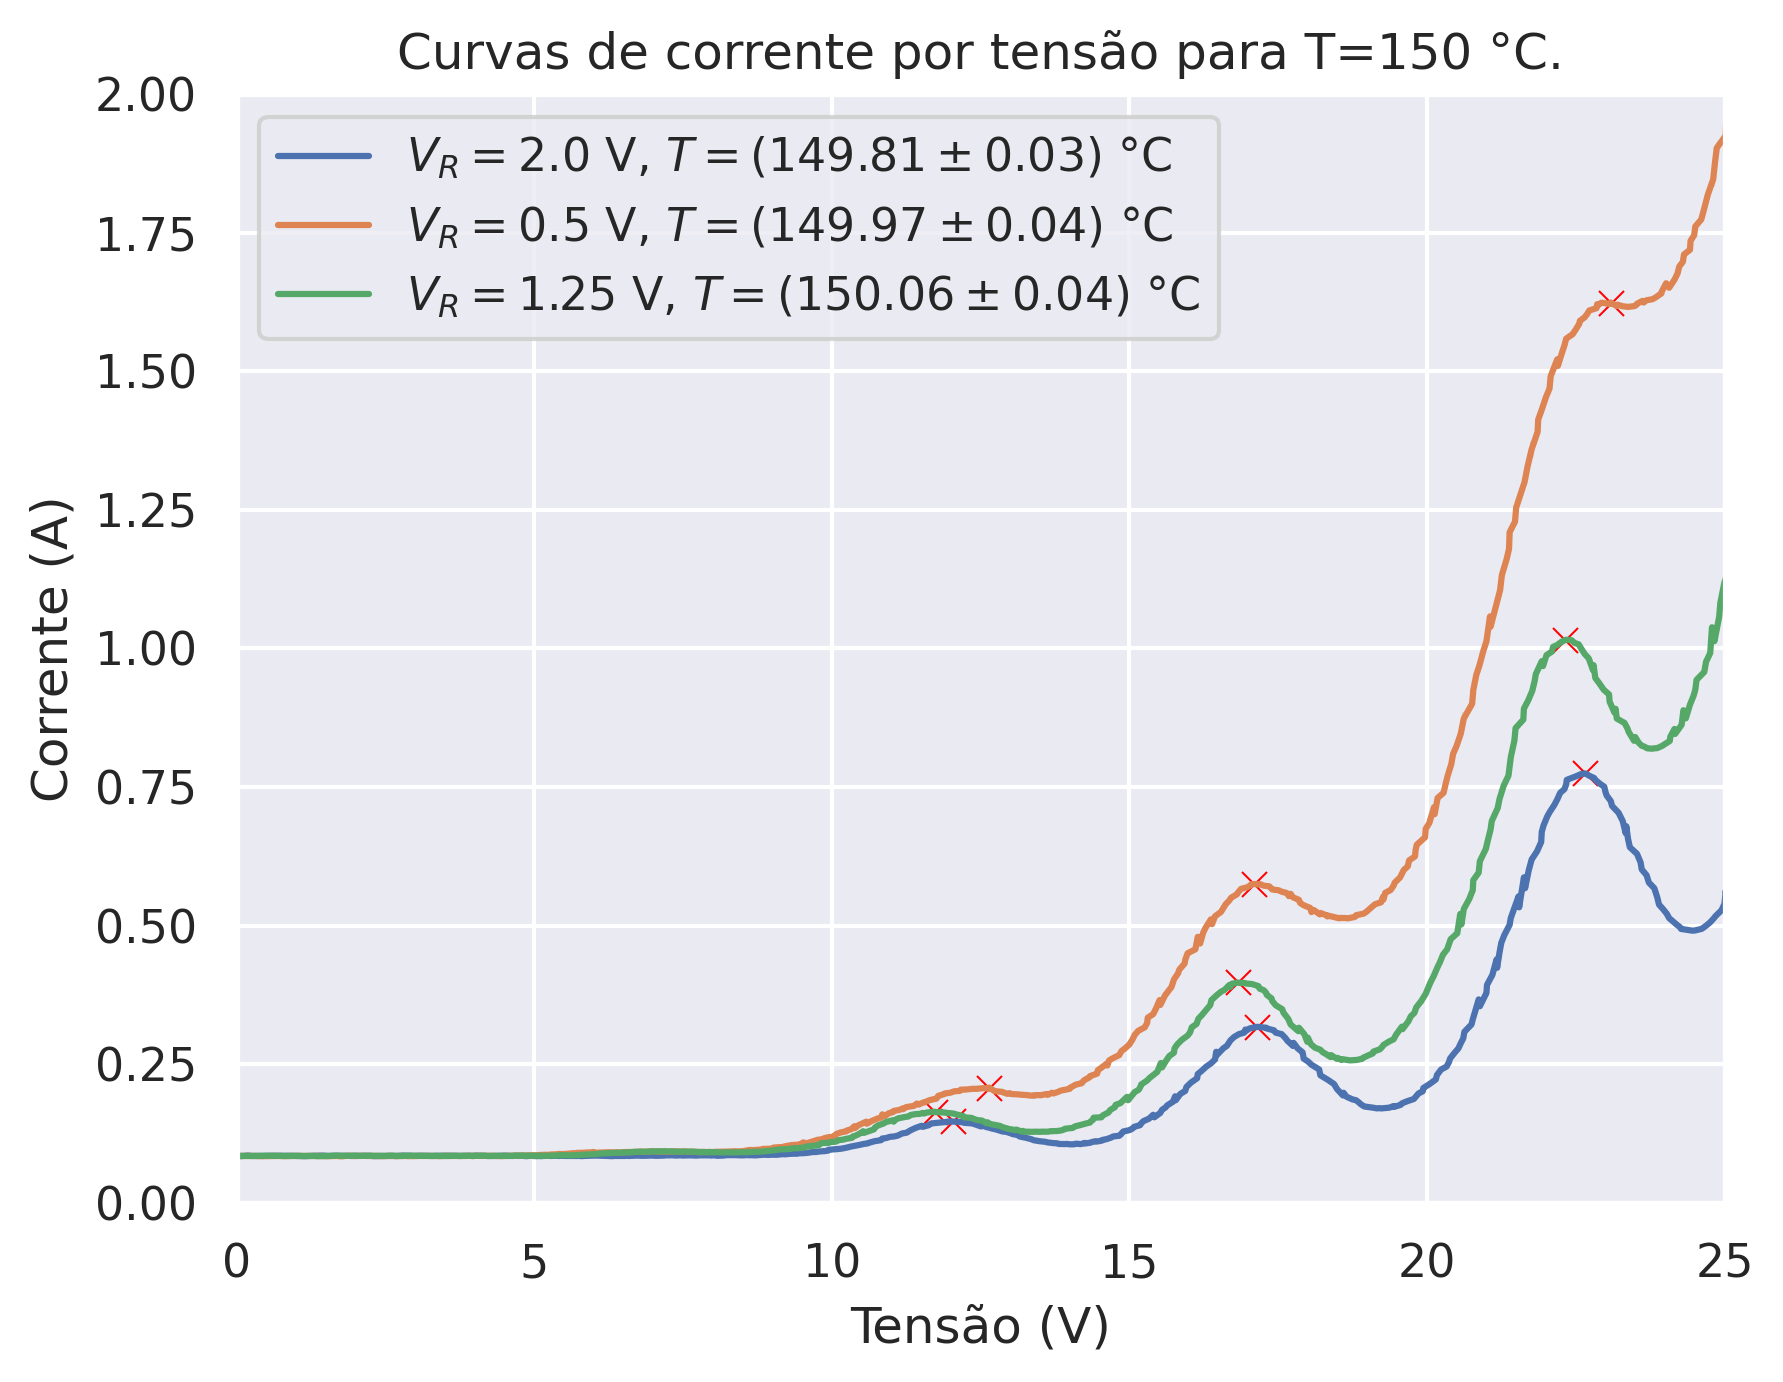 Curvas de corrente por tensão para T=150 °C.
2.00
1.75
1.50
1.25
1.00
0.75
0.50
0.25
0.00
Corrente (A)
V_R = 2.0 V, T = (149.81 ± 0.03) °C
V_R = 0.5 V, T = (149.97 ± 0.04) °C
V_R = 1.25 V, T = (150.06 ± 0.04) °C
0 5 10 15 20 25
Tensão (V)